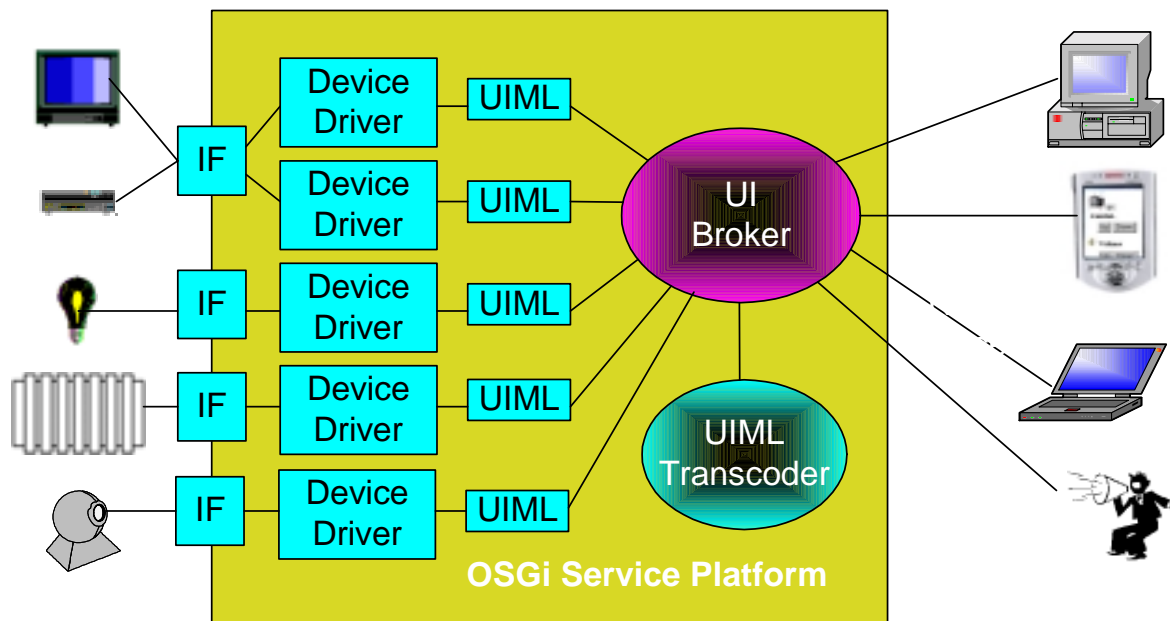 Device
Driver
UIML
IF
Device
Driver
UIML
UI
Broker
IF
Device
Driver
UIML
IF
Device
Driver
UIML
UIML
Transcoder
IF
Device
Driver
UIML
OSGi Service Platform